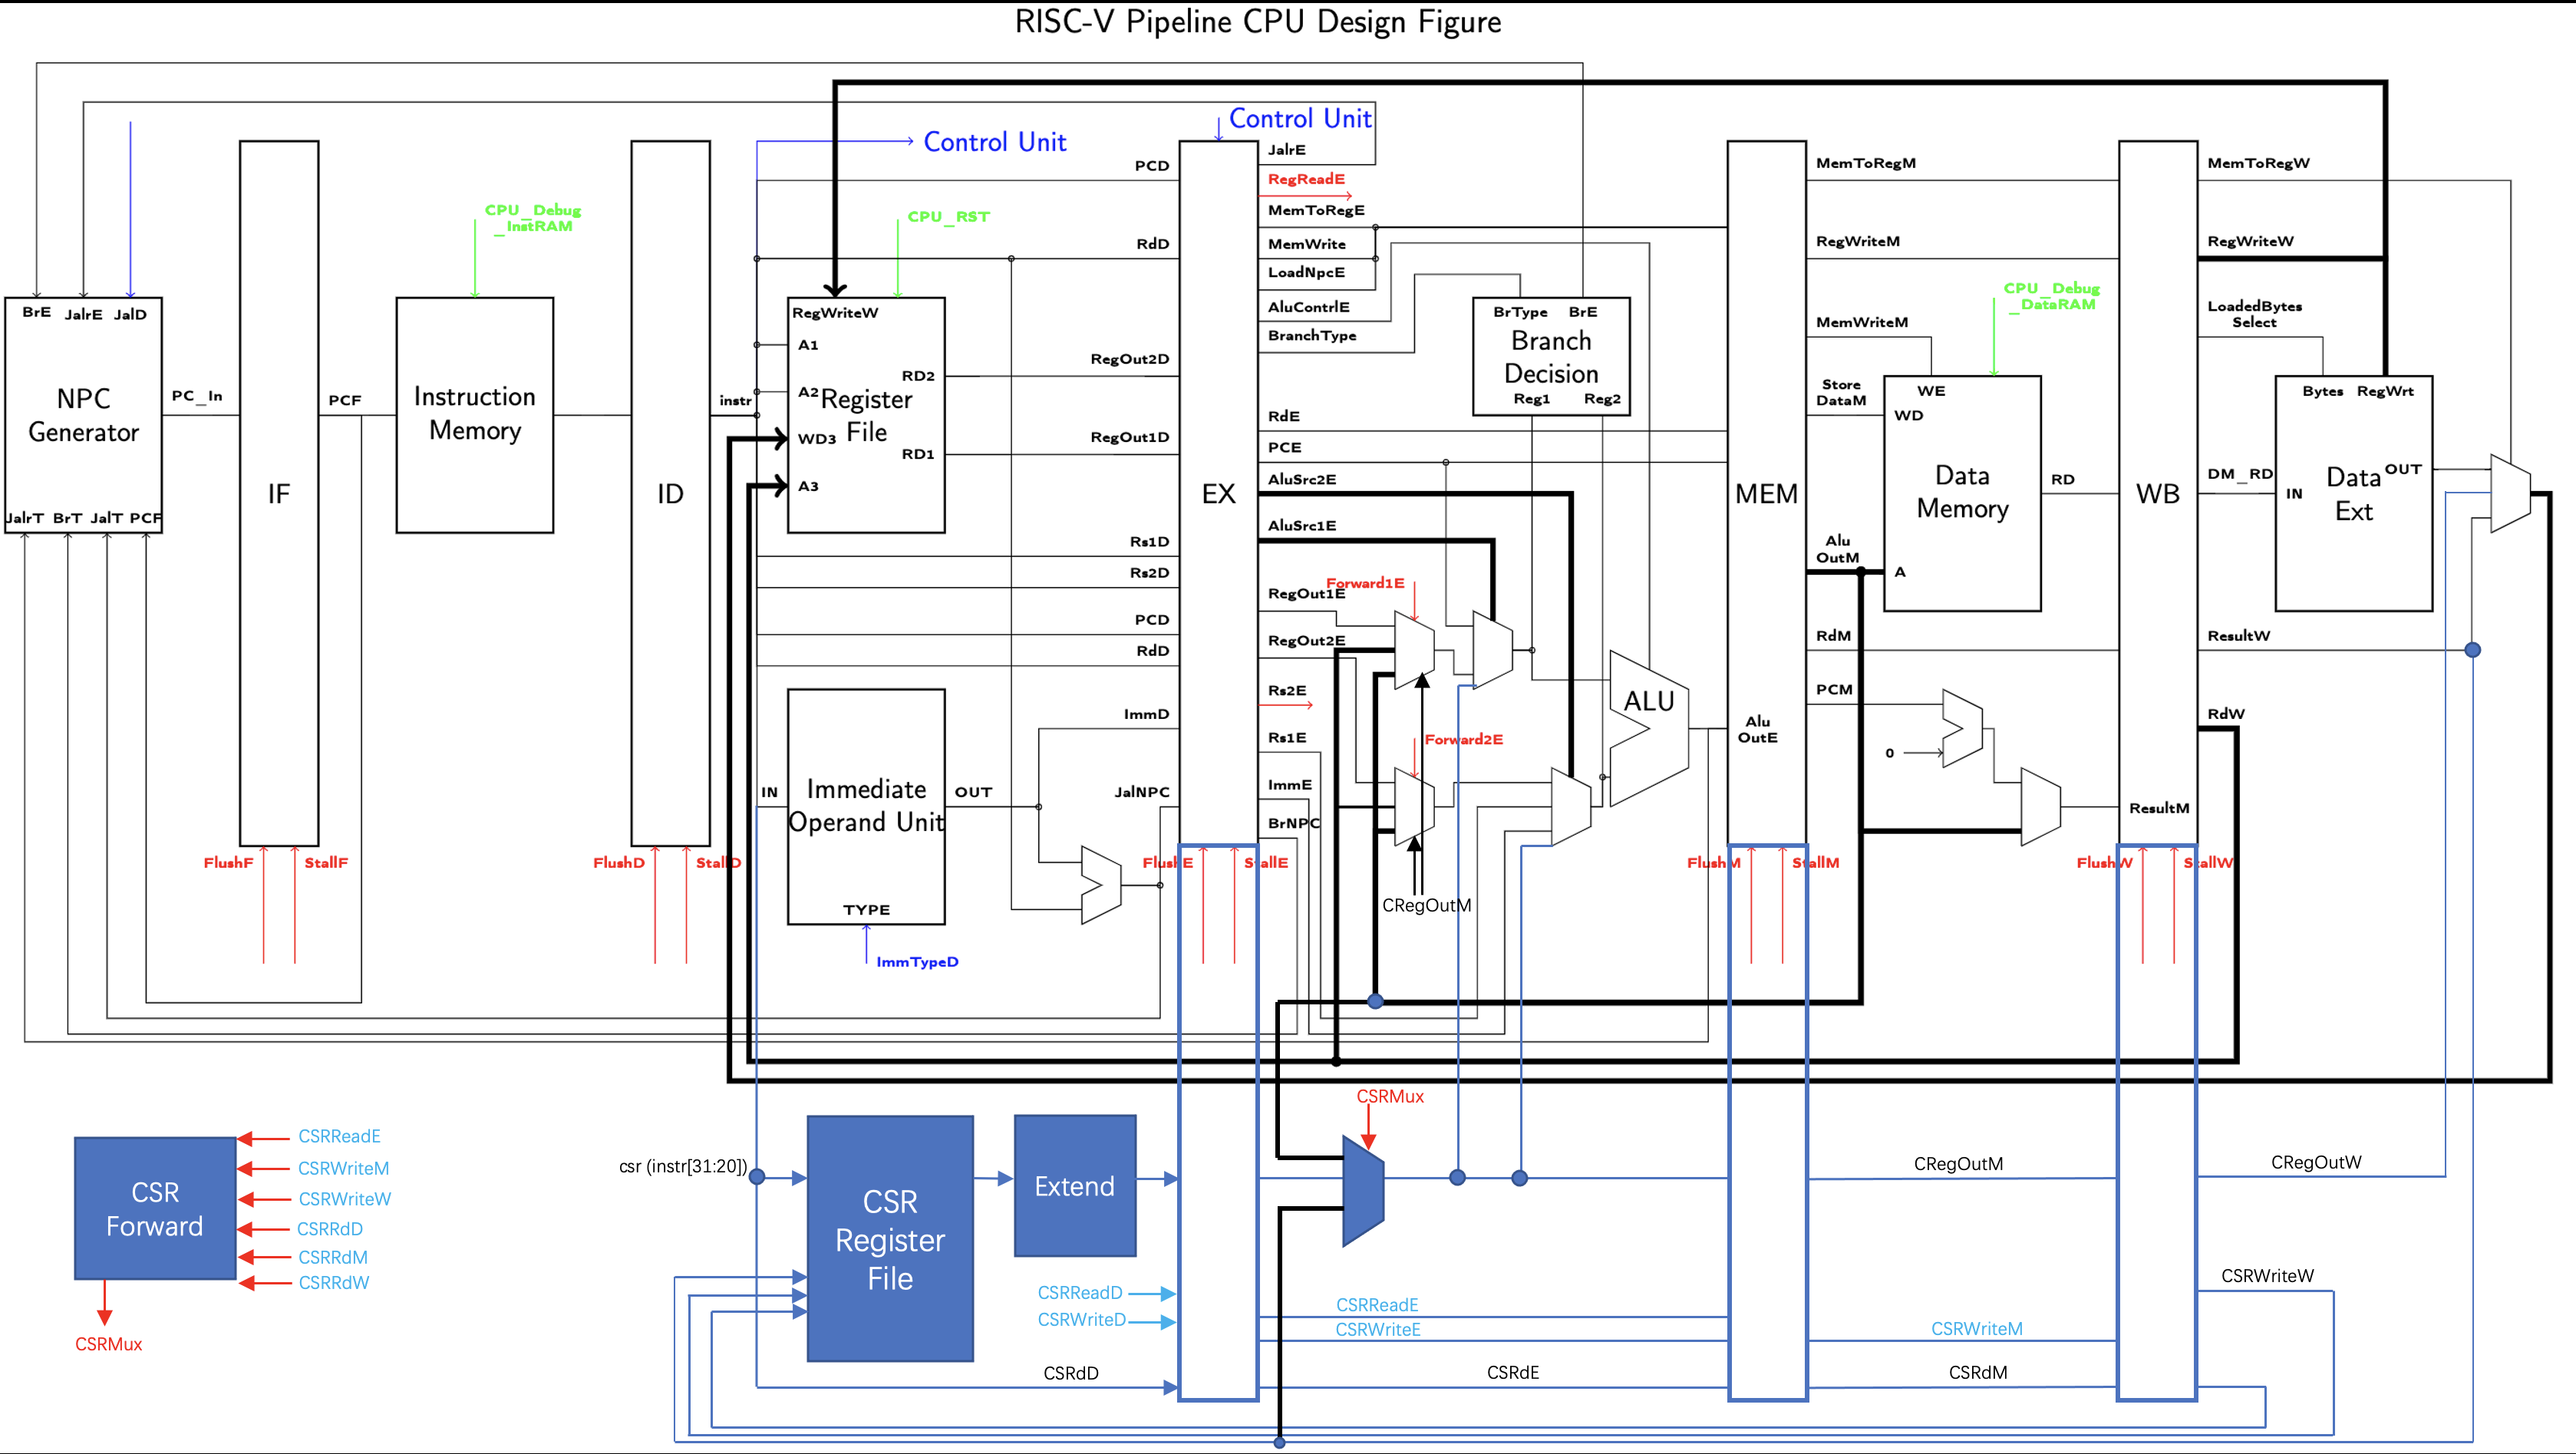 RISC-V Pipeline CPU Design Figure
BrE JalrE JalD
NPC
Generator
JalrT BrT JalT PCF
PC_In
IF
FlushF
StallF
PCF
CPU_Debug
_InstRAM
Instruction
Memory
ID
FlushD
StallD
instr
Control Unit
CPU_RST
RegWriteW
A1
A2
WD3
A3
RD2
RD1
Register
File
PCD
RdD
RegOut2D
RegOut1D
Rs1D
Rs2D
PCD
RdD
ImmD
JalNPC
IN
Immediate
Operand Unit
OUT
TYPE
ImmTypeD
Control Unit
EX
FlushE
StallE
JalrE
RegReadE
MemToRegE
MemWrite
LoadNpcE
AluContrlE
BranchType
RdE
PCE
AluSrc2E
AluSrc1E
RegOut1E
RegOut2E
Rs2E
Rs1E
ImmE
BrNPC
Forward1E
Forward2E
CRegOutM
BrType BrE
Branch
Decision
Reg1 Reg2
ALU
Alu
OutE
MEM
FlushM
StallM
MemToRegM
RegWriteM
MemWriteM
Store
DataM
Alu
OutM
RdM
PCM
0
CPU_Debug
_DataRAM
WE
WD
A
Data
Memory
RD
ResultM
WB
FlushW
StallW
MemToRegW
RegWriteW
LoadedBytes
Select
DM_RD
ResultW
RdW
Bytes RegWrt
IN
Data
Ext
OUT
CSR
Forward
CSRReadE
CSRWriteM
CSRWriteW
CSRRdD
CSRRdM
CSRRdW
CSRMux
csr (instr[31:20])
CSR
Register
File
Extend
CSRReadD
CSRWriteD
CSRdD
CSRMux
CSRReadE
CSRWriteE
CSRdE
CRegOutM
CSRWriteM
CSRdM
CRegOutW
CSRWriteW